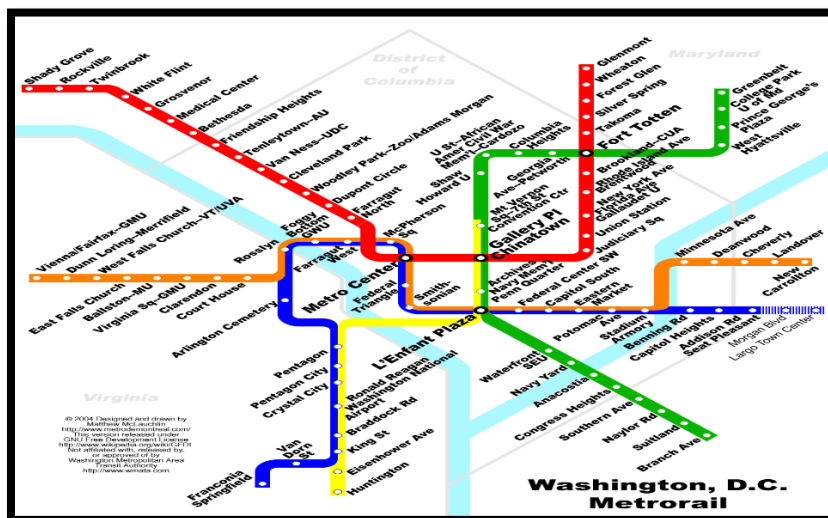 Shady Grove
Rockville
Twinbrook
White Flint
Grosvenor
Medical Center
Bethesda
Friendship Heights
Tenleytown–AU
Van Ness–UDC
Cleveland Park
Woodley Park–Zoo/Adams Morgan
Dupont Circle
Farragut
North
District
of
Columbia
Maryland
Glenmont
Wheaton
Forest Glen
Silver Spring
Takoma
Fort Totten
Brookland–CUA
Rhode Island Ave
Brentwood
New York Ave
Florida Ave
Gallaudet U
Union Station
Judiciary Sq
Greenbelt
College Park
U of Md
Prince George's
Plaza
West
Hyattsville
Columbia
Heights
Georgia
Ave–Petworth
U St–African
Amer Civil War
Mem'l–Cardozo
Shaw
Howard U
Mt Vernon
Sq–7th St
Convention Ctr
Gallery Pl
Chinatown
Vienna/Fairfax–GMU
Dunn Loring–Merrifield
West Falls Church–VT/UVA
East Falls Church
Ballston–MU
Virginia Sq–GMU
Clarendon
Court House
Rosslyn
Foggy
Bottom
GWU
Farragut
West
McPherson
Sq
Metro Center
Federal
Triangle
Smith-
sonian
Archives
Navy Mem'l
Penn Quarter
L'Enfant Plaza
Federal Center SW
Capitol South
Eastern
Market
Potomac
Ave
Stadium
Armory
Minnesota Ave
Deanwood
Cheverly
Landover
New
Carrollton
Benning Rd
Capitol Heights
Addison Rd
Seat Pleasant
Morgan Blvd
Largo Town Center
Arlington Cemetery
Pentagon
Pentagon City
Crystal City
Ronald Reagan
Washington National
Airport
Braddock Rd
King St
Eisenhower Ave
Huntington
Van
Dorn
St
Franconia
Springfield
Waterfront
SEU
Navy Yard
Anacostia
Congress Heights
Southern Ave
Naylor Rd
Suitland
Branch Ave
Virginia
© 2004 Designed and drawn by
Matthew McLauchlin
http://www.metrodemontreal.com/
This version released under
GNU Free Development License
http://www.wikipedia.org/wiki/GFDL
Not affiliated with, released by,
or approved of by
Washington Metropolitan Area
Transit Authority
http://www.wmata.com
Washington, D.C.
Metrorail